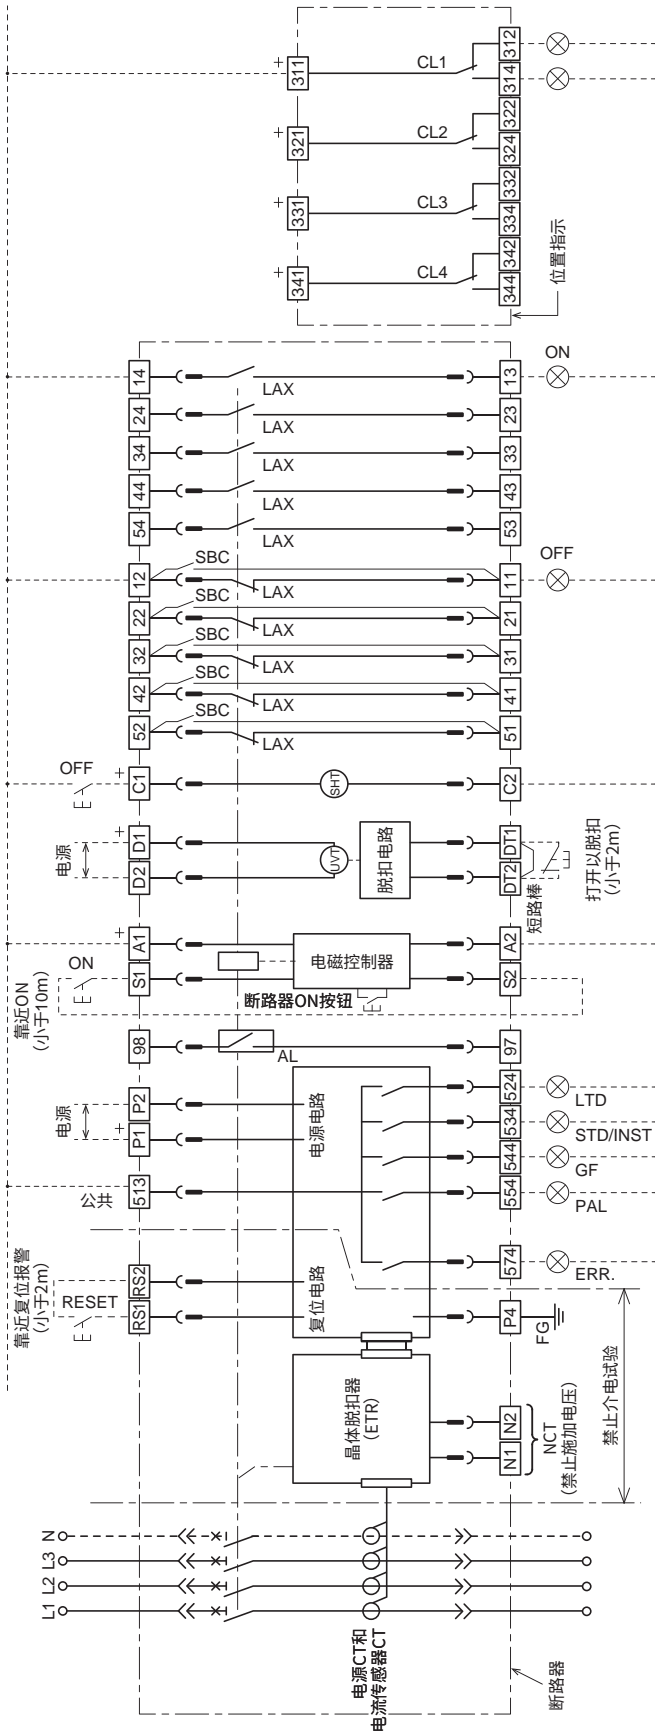 +
311
CL1
312
314
322
+
321
CL2
324
332
+
331
CL3
334
342
+
341
CL4
344
位置指示
ON
14
LAX
13
24
LAX
23
34
LAX
33
44
LAX
43
54
LAX
53
OFF
SBC
12
LAX
11
SBC
22
LAX
21
SBC
32
LAX
31
SBC
42
LAX
41
SBC
52
LAX
51
OFF
+
C1
SHT
C2
电源
+
D1
D2
UVT
脱扣电路
DT1
DT2
短路棒
打开以脱扣
(小于2m)
+
A1
A2
ON
S1
电磁控制器
S2
断路器ON按钮
靠近ON
(小于10m)
98
AL
97
电源
P2
+
P1
电源电路
524
LTD
534
STD/INST
544
GF
公共
513
554
PAL
574
ERR.
靠近复位报警
(小于2m)
RESET
RS2
RS1
复位电路
P4
FG
晶体脱扣器
(ETR)
N2
N1
NCT
(禁止施加电压)
禁止介电试验
N
L3
L2
L1
电源CT和
电流传感器CT
断路器